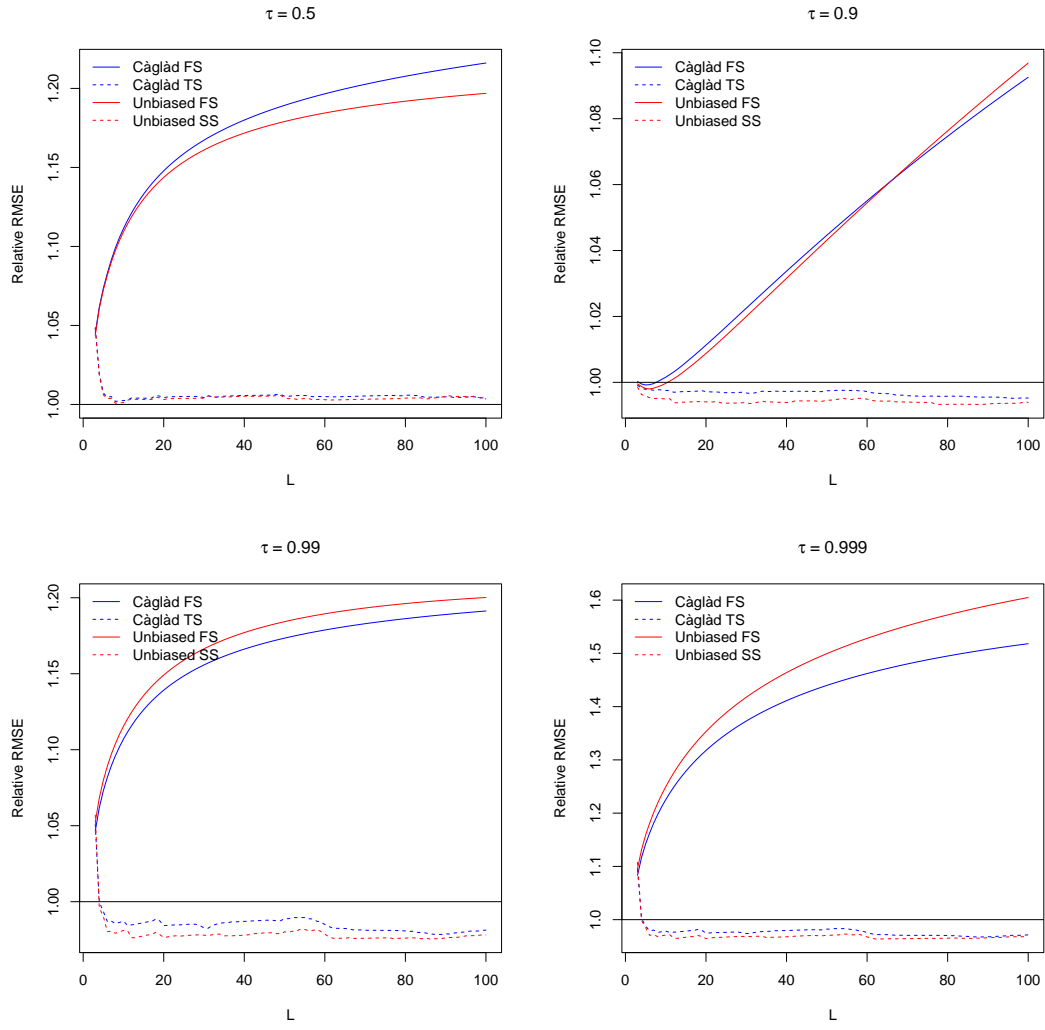 τ = 0.5
Càglàd FS
Càglàd TS
Unbiased FS
Unbiased SS
1.00 1.05 1.10 1.15 1.20
Relative RMSE
0 20 40 60 80 100
L
τ = 0.9
Càglàd FS
Càglàd TS
Unbiased FS
Unbiased SS
1.00 1.02 1.04 1.06 1.08 1.10
Relative RMSE
0 20 40 60 80 100
L
τ = 0.99
Càglàd FS
Càglàd TS
Unbiased FS
Unbiased SS
1.00 1.05 1.10 1.15 1.20
Relative RMSE
0 20 40 60 80 100
L
τ = 0.999
Càglàd FS
Càglàd TS
Unbiased FS
Unbiased SS
1.0 1.1 1.2 1.3 1.4 1.5 1.6
Relative RMSE
0 20 40 60 80 100
L